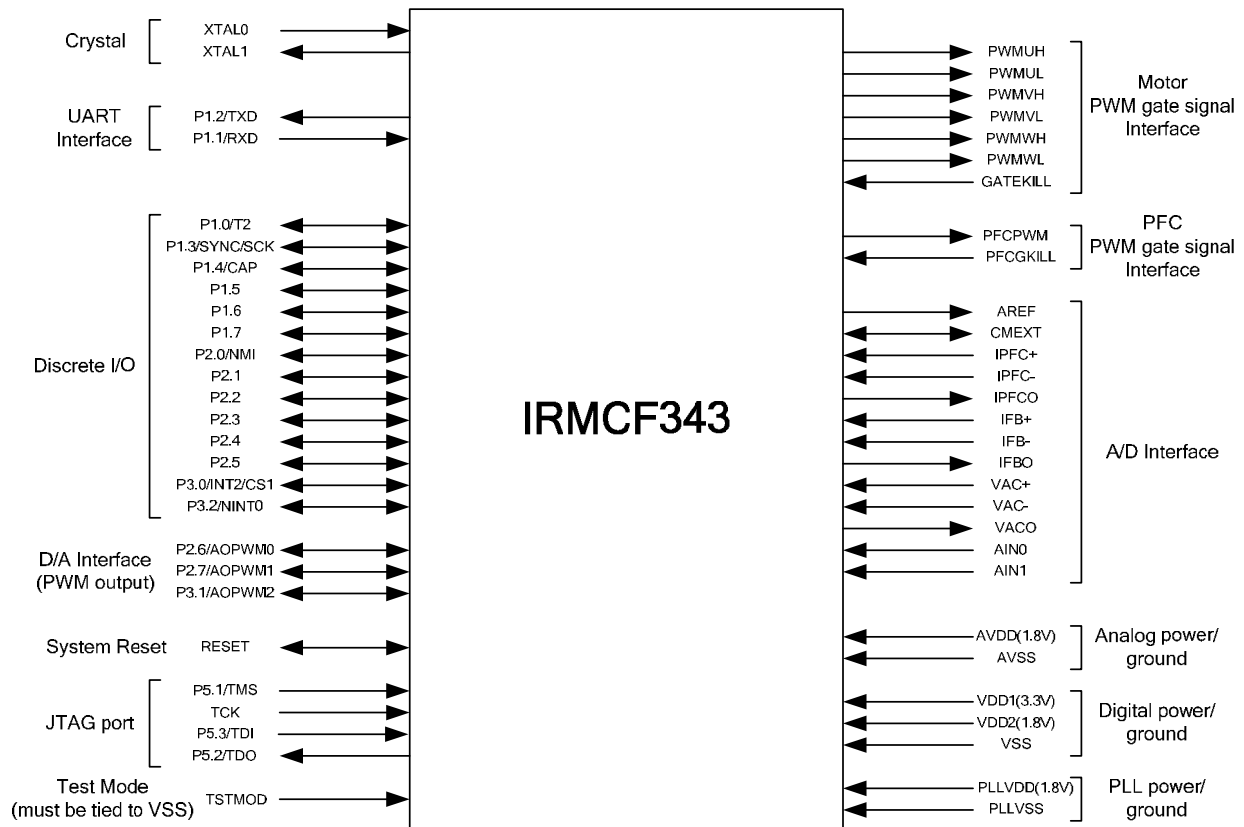 Crystal
XTAL0
XTAL1
UART
Interface
P1.2/TXD
P1.1/RXD
Discrete I/O
P1.0/T2
P1.3/SYNC/SCK
P1.4/CAP
P1.5
P1.6
P1.7
P2.0/NMI
P2.1
P2.2
P2.3
P2.4
P2.5
P3.0/INT2/CS1
P3.2/NINT0
D/A Interface
(PWM output)
P2.6/AOPWM0
P2.7/AOPWM1
P3.1/AOPWM2
System Reset
RESET
JTAG port
P5.1/TMS
TCK
P5.3/TDI
P5.2/TDO
Test Mode
(must be tied to VSS)
TSTMOD
IRMCF343
PWMUH
PWMUL
PWMVH
PWMVL
PWMWH
PWMWL
GATEKILL
Motor
PWM gate signal
Interface
PFCPWM
PFCGKILL
PFC
PWM gate signal
Interface
AREF
CMEXT
IPFC+
IPFC-
IPFCO
IFB+
IFB-
IFBO
VAC+
VAC-
VACO
AIN0
AIN1
A/D Interface
AVDD(1.8V)
AVSS
Analog power/
ground
VDD1(3.3V)
VDD2(1.8V)
VSS
Digital power/
ground
PLLVDD(1.8V)
PLLVSS
PLL power/
ground